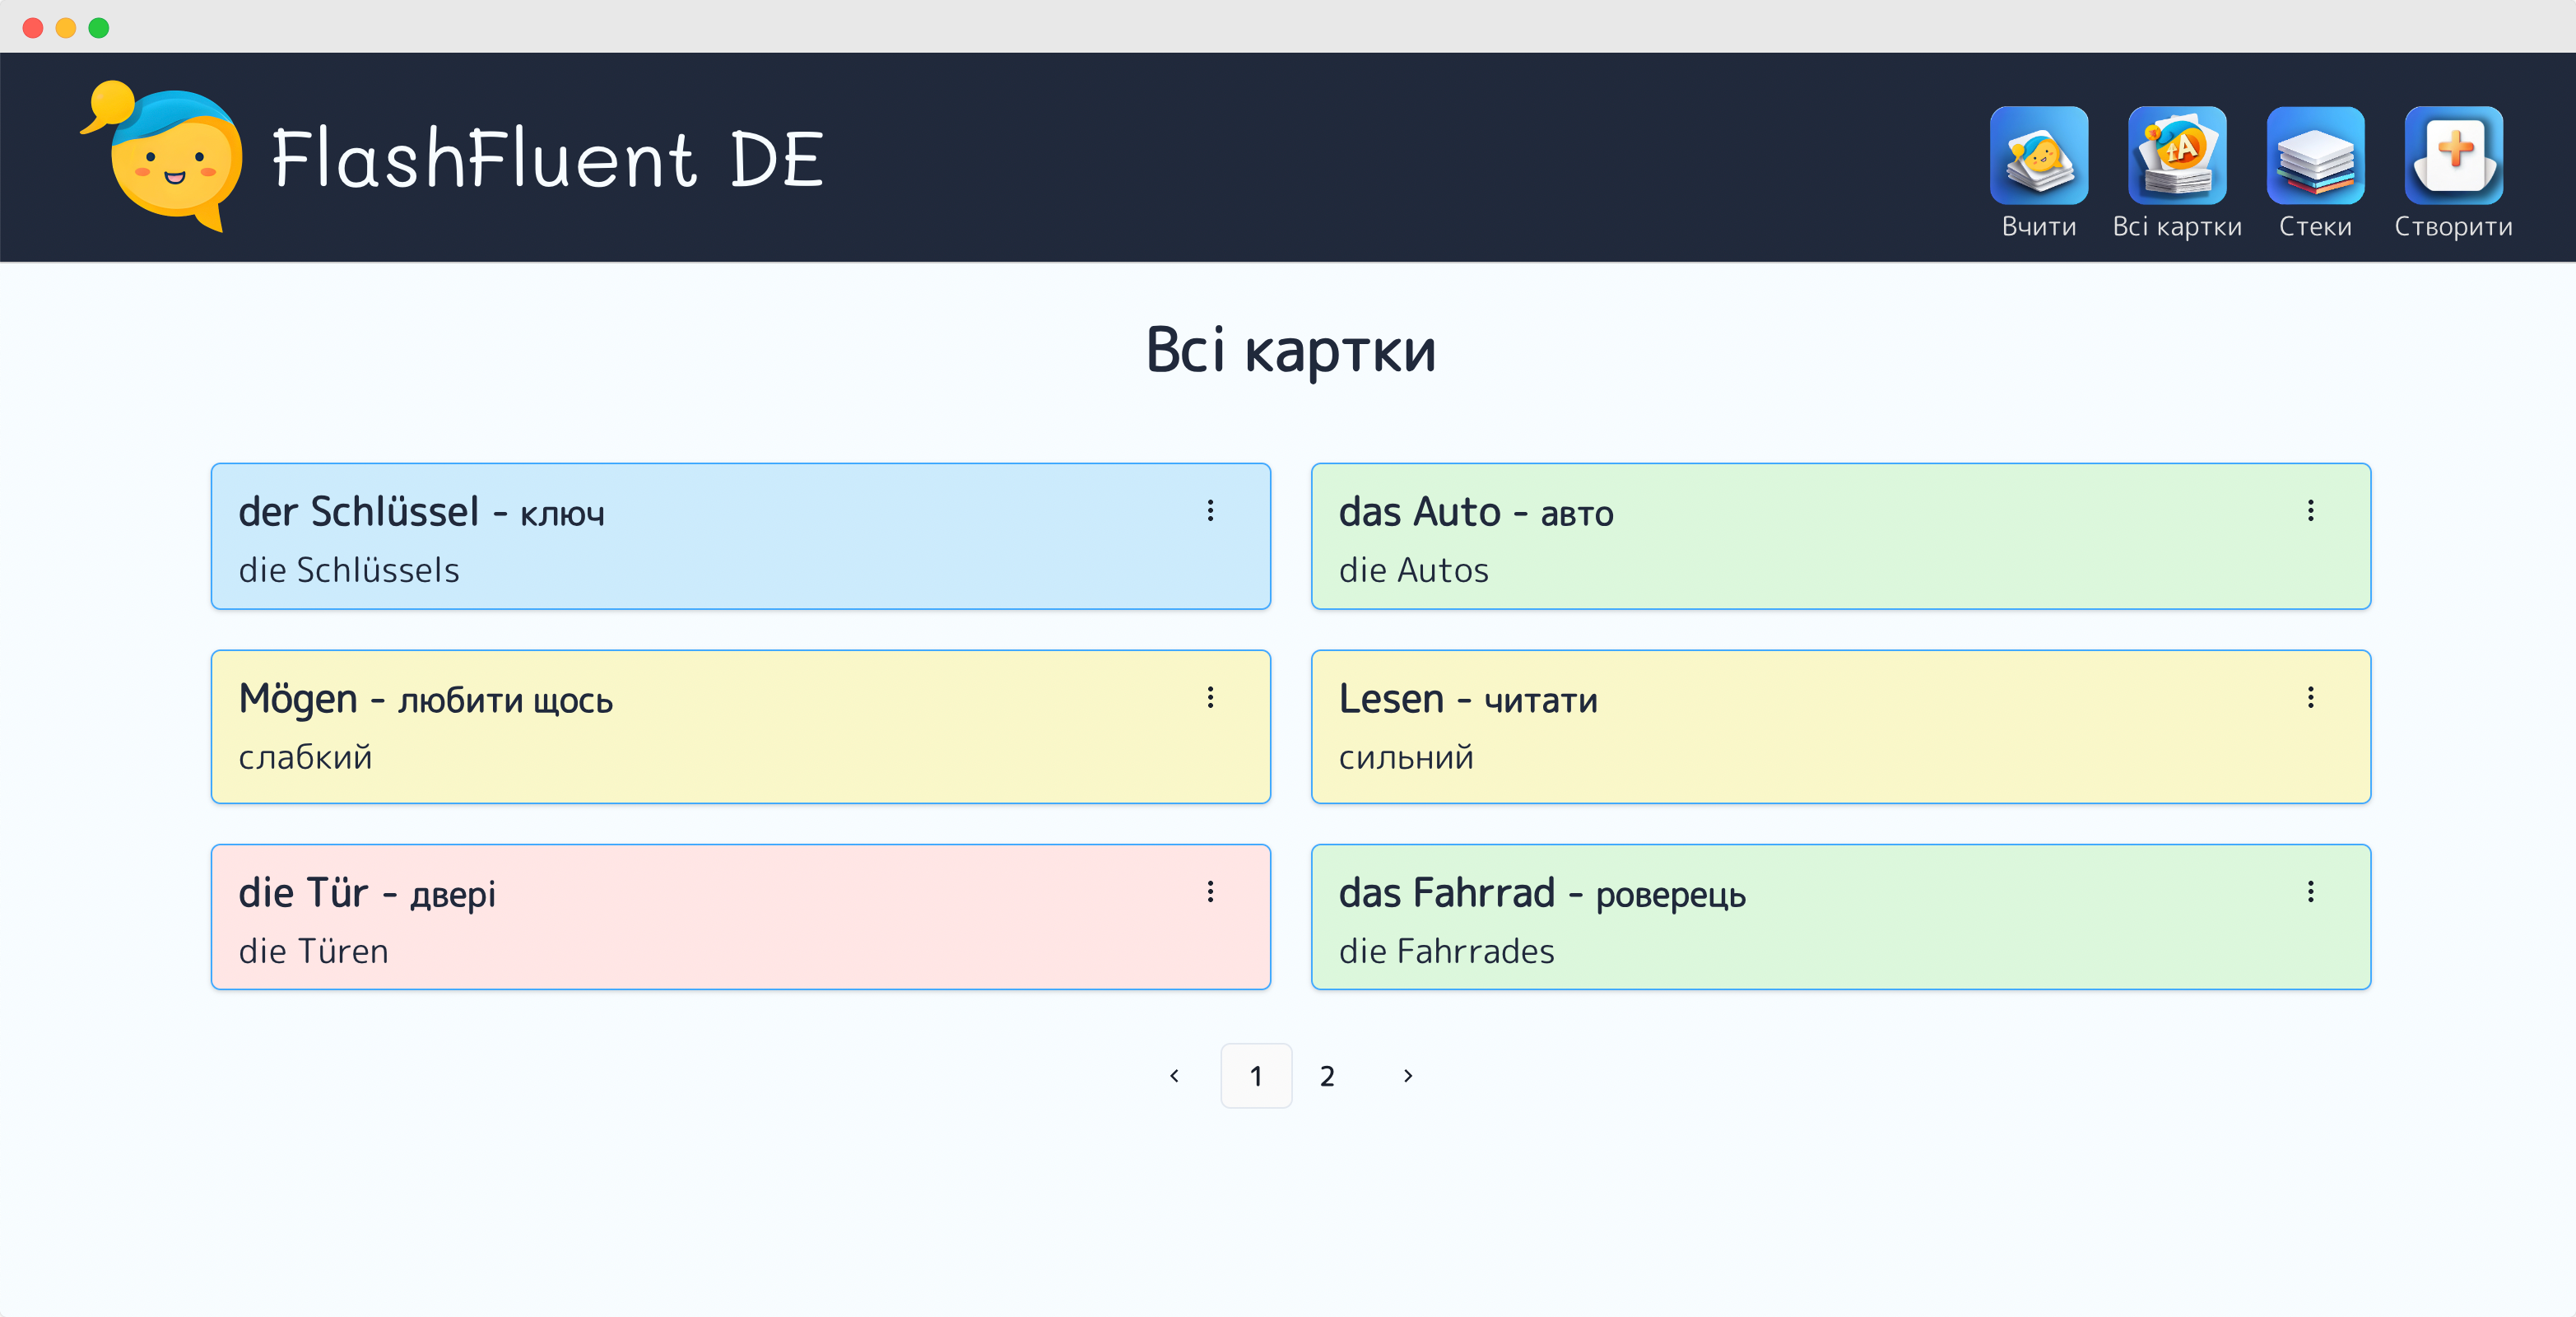 FlashFluent DE
Вчити
Всі картки
Стеки
Створити
Всі картки
der Schlüssel - ключ
die Schlüssels
das Auto - авто
die Autos
Mögen - любити щось
слабкий
Lesen - читати
сильний
die Tür - двері
die Türen
das Fahrrad - роверець
die Fahrrades
1
2